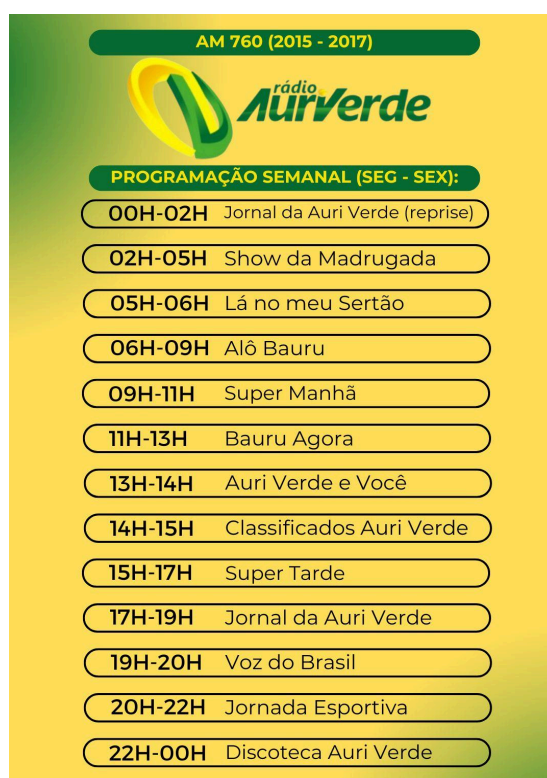 AM 760 (2015 - 2017)
rádio
AuriVerde
PROGRAMAÇÃO SEMANAL (SEG - SEX):
00H-02H Jornal da Auri Verde (reprise)
02H-05H Show da Madrugada
05H-06H Lá no meu Sertão
06H-09H Alô Bauru
09H-11H Super Manhã
11H-13H Bauru Agora
13H-14H Auri Verde e Você
14H-15H Classificados Auri Verde
15H-17H Super Tarde
17H-19H Jornal da Auri Verde
19H-20H Voz do Brasil
20H-22H Jornada Esportiva
22H-00H Discoteca Auri Verde